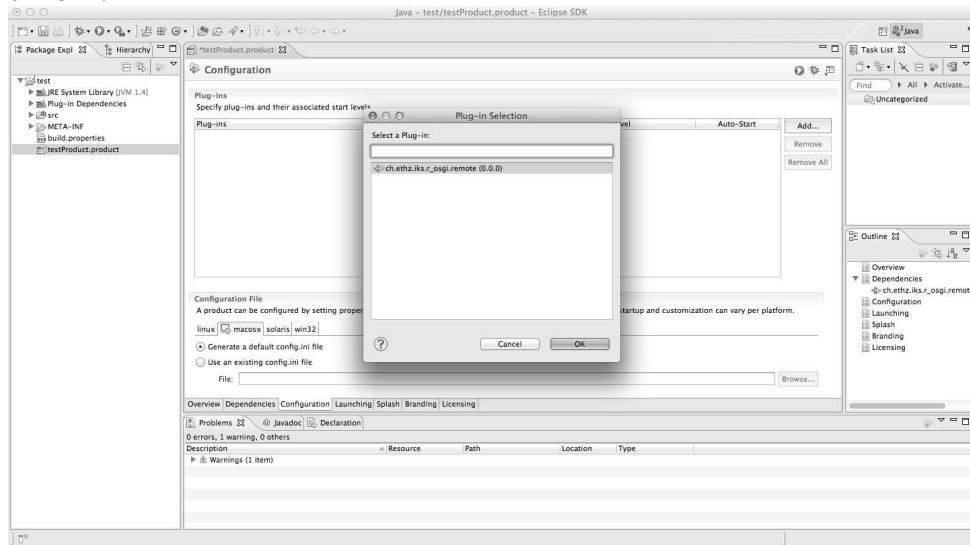 Java – test/testProduct.product – Eclipse SDK
Java
Package Expl
Hierarchy
*testProduct.product
Task List
test
JRE System Library [JVM 1.4]
Plug-in Dependencies
src
META-INF
build.properties
testProduct.product
Configuration
Plug-ins
Specify plug-ins and their associated start levels
Plug-ins
vel
Auto-Start
Add...
Remove
Remove All
Plug-in Selection
Select a Plug-in:
ch.ethz.iks.r_osgi.remote (0.0.0)
Cancel
OK
Configuration File
A product can be configured by setting proper
startup and customization can vary per platform.
linux
macosx
solaris
win32
Generate a default config.ini file
Use an existing config.ini file
File:
Browse...
Overview
Dependencies
Configuration
Launching
Splash
Branding
Licensing
Find
All
Activate...
Uncategorized
Outline
Overview
Dependencies
ch.ethz.iks.r_osgi.remot
Configuration
Launching
Splash
Branding
Licensing
Problems
@ Javadoc
Declaration
0 errors, 1 warning, 0 others
Description
Resource
Path
Location
Type
Warnings (1 item)